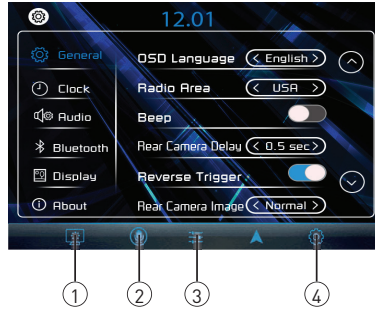 12.01
General
OSD Language < English >
Clock
Radio Area < USA >
Audio
Beep
Bluetooth
Rear Camera Delay < 0.5 sec >
Display
Reverse Trigger
About
Rear Camera Image < Normal >
1 2 3 4